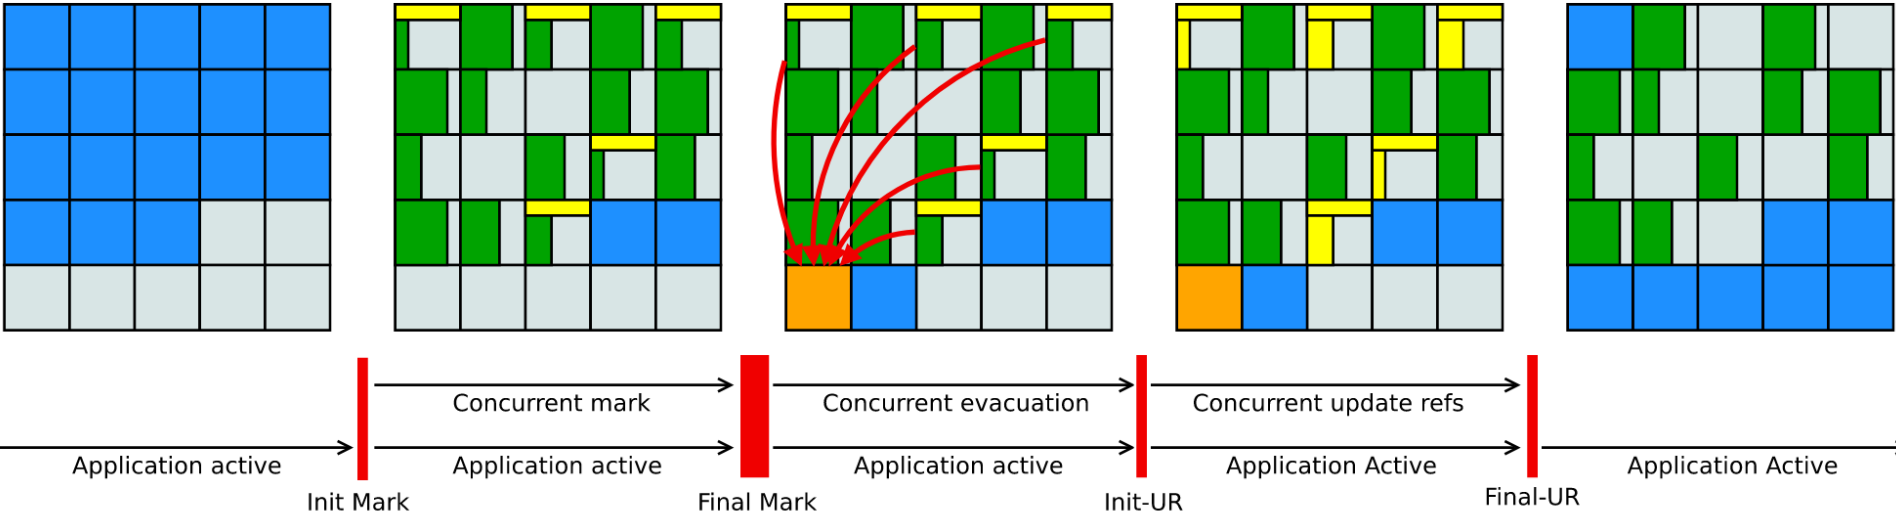 Concurrent mark
Concurrent evacuation
Concurrent update refs
Application active
Application active
Application active
Application Active
Application Active
Init Mark
Final Mark
Init-UR
Final-UR